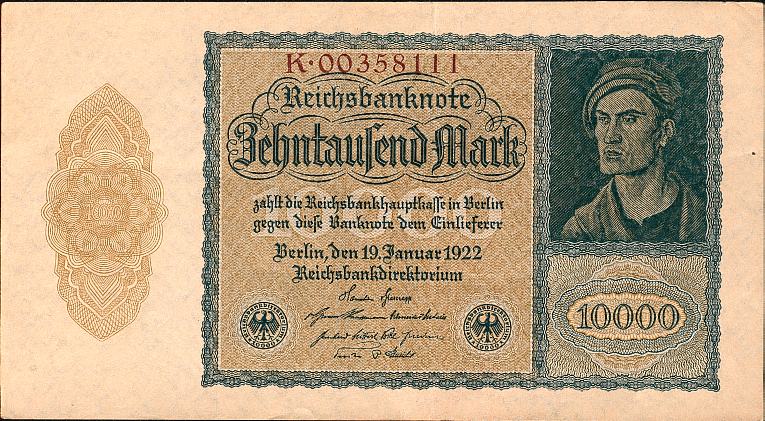 K·00358111
Reichsbanknote
Zehntausend Mark
zahlt die Reichsbankhauptkasse in Berlin
gegen diese Banknote dem Einlieferer
Berlin, den 19. Januar 1922
Reichsbankdirektorium
10000